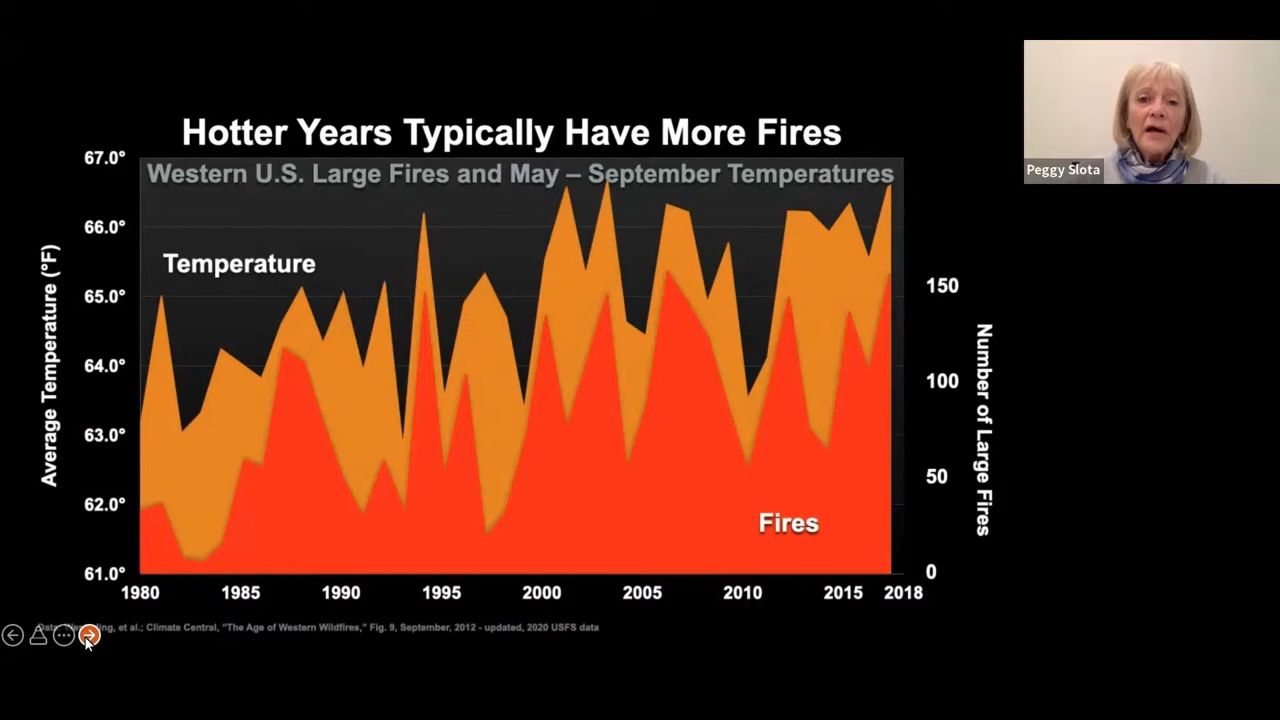 Hotter Years Typically Have More Fires
Western U.S. Large Fires and May – September Temperatures
67.0°
66.0°
65.0°
64.0°
63.0°
62.0°
61.0°
Average Temperature (°F)
Temperature
Fires
150
100
50
0
Number of Large Fires
1980 1985 1990 1995 2000 2005 2010 2015 2018
et al.; Climate Central, "The Age of Western Wildfires," Fig. 9, September, 2012 - updated, 2020 USFS data
Peggy Slota